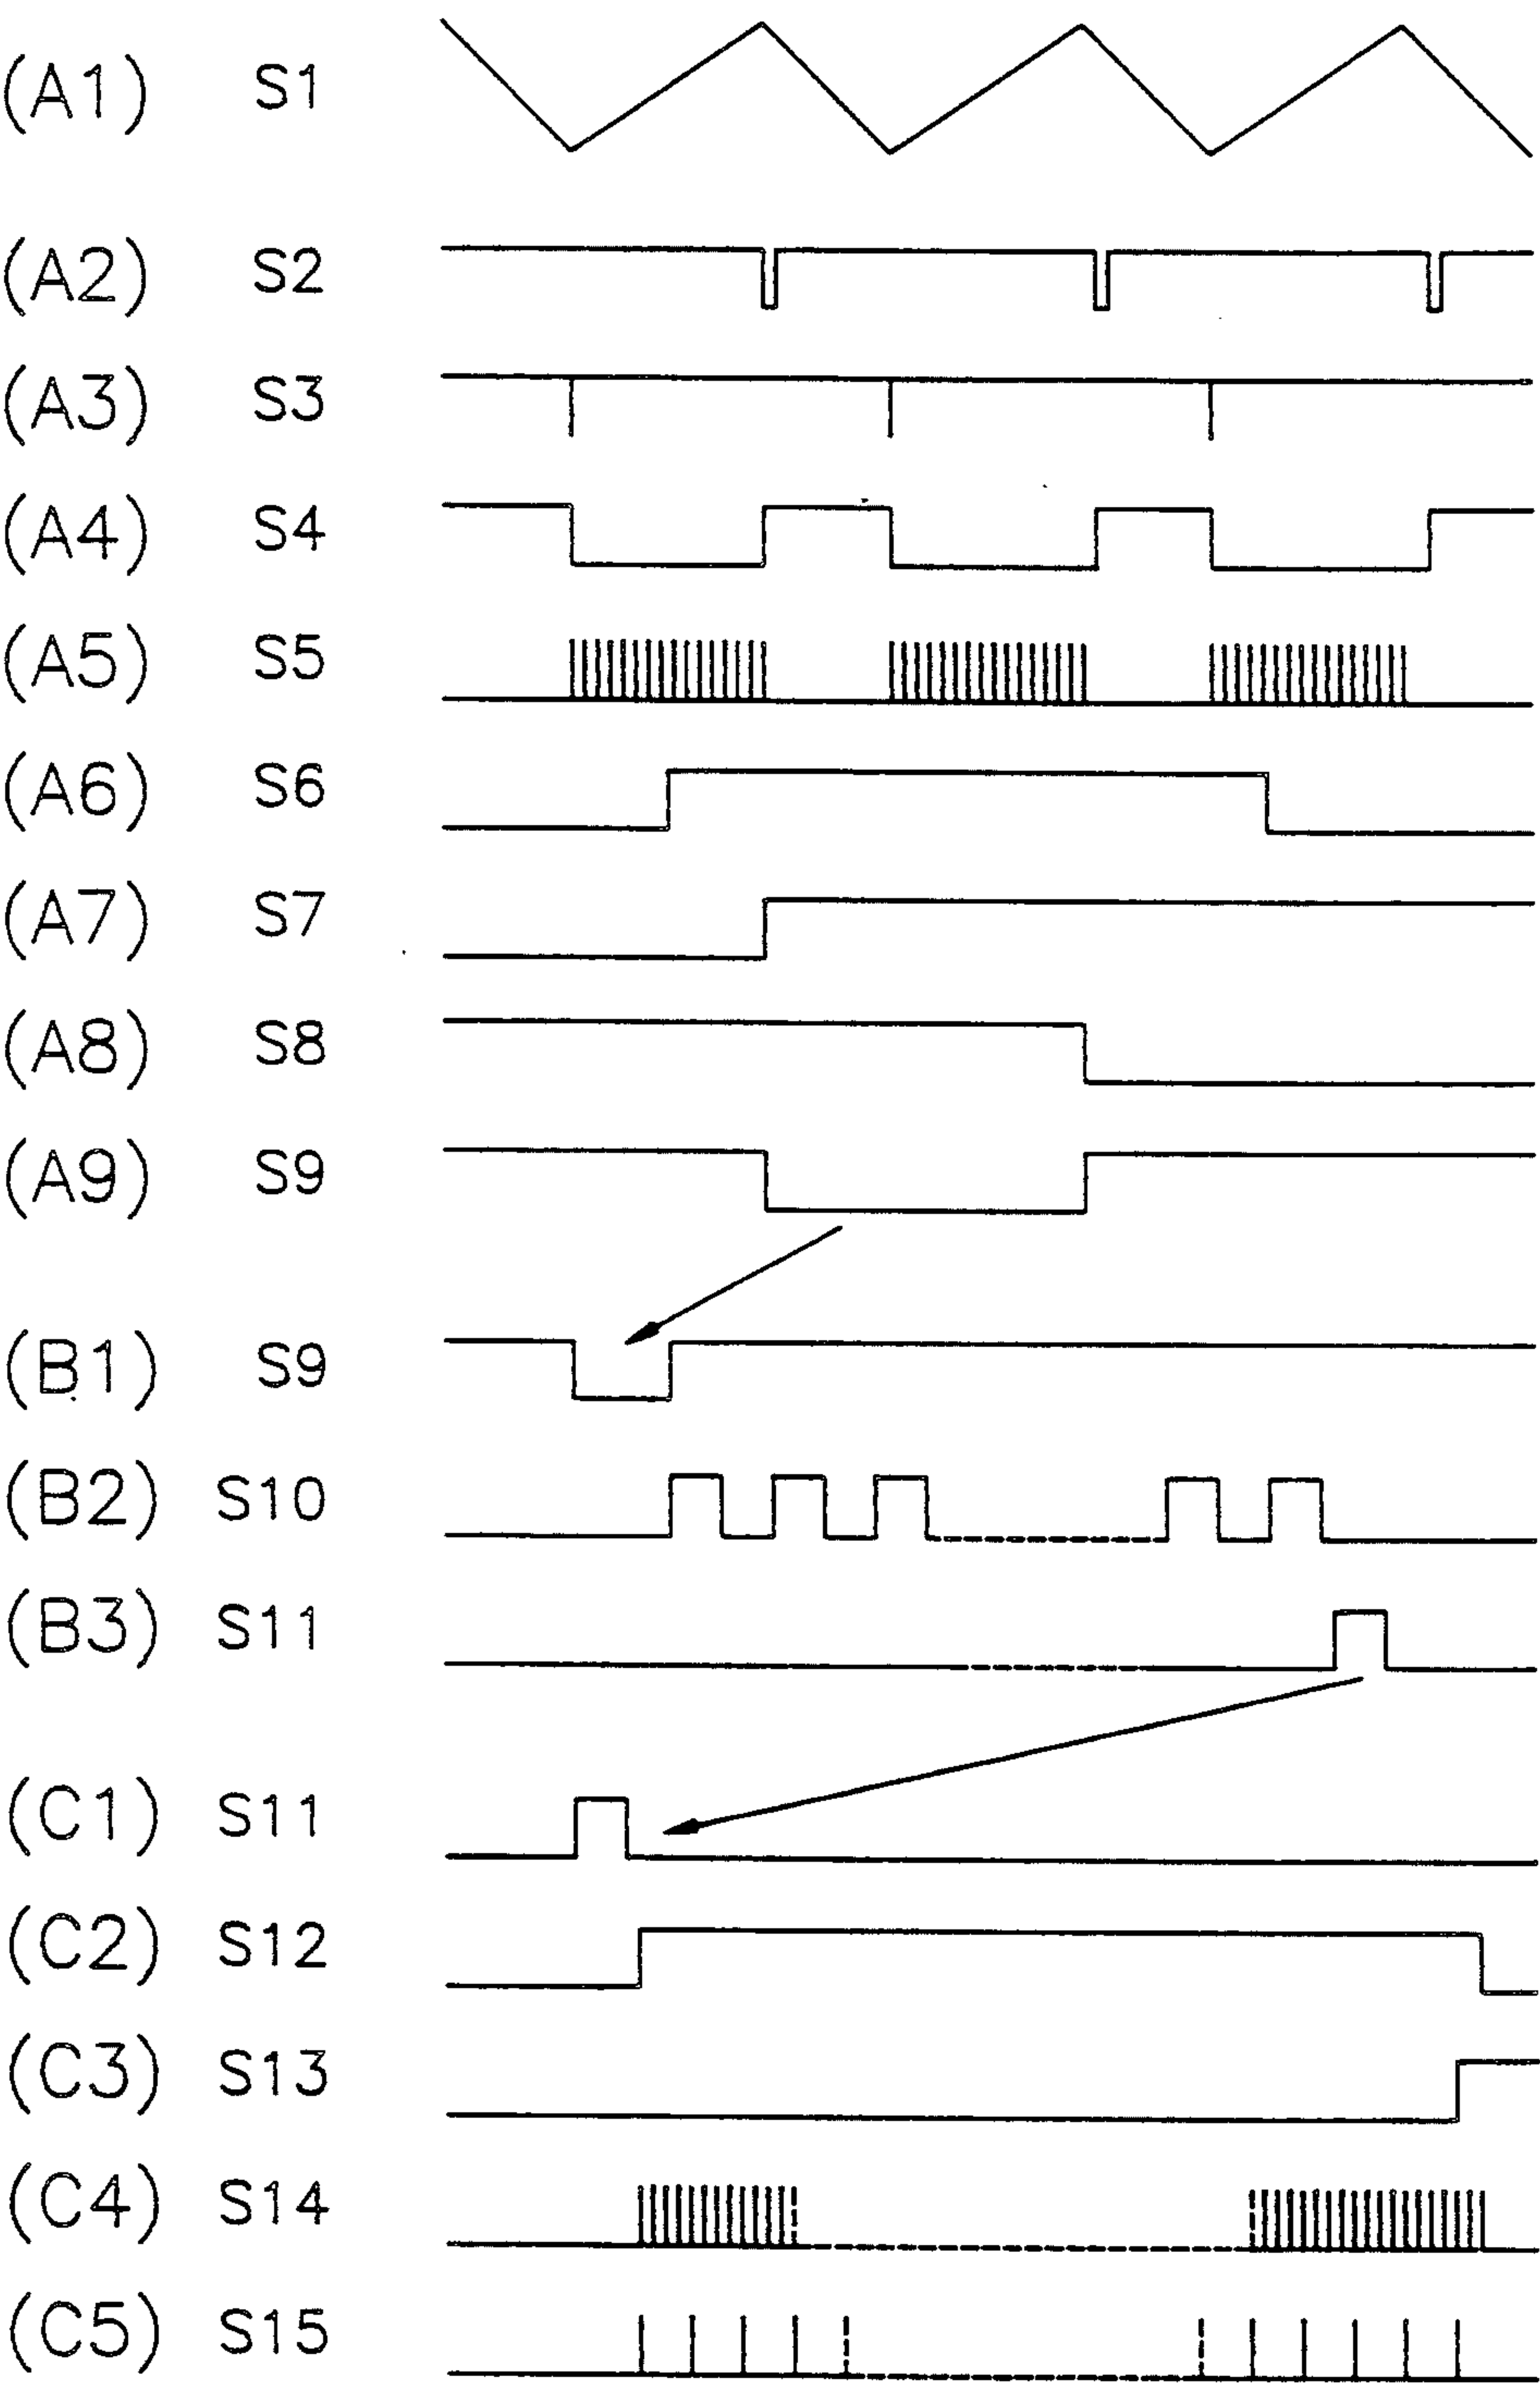 (A1) S1
(A2) S2
(A3) S3
(A4) S4
(A5) S5
(A6) S6
(A7) S7
(A8) S8
(A9) S9
(B1) S9
(B2) S10
(B3) S11
(C1) S11
(C2) S12
(C3) S13
(C4) S14
(C5) S15